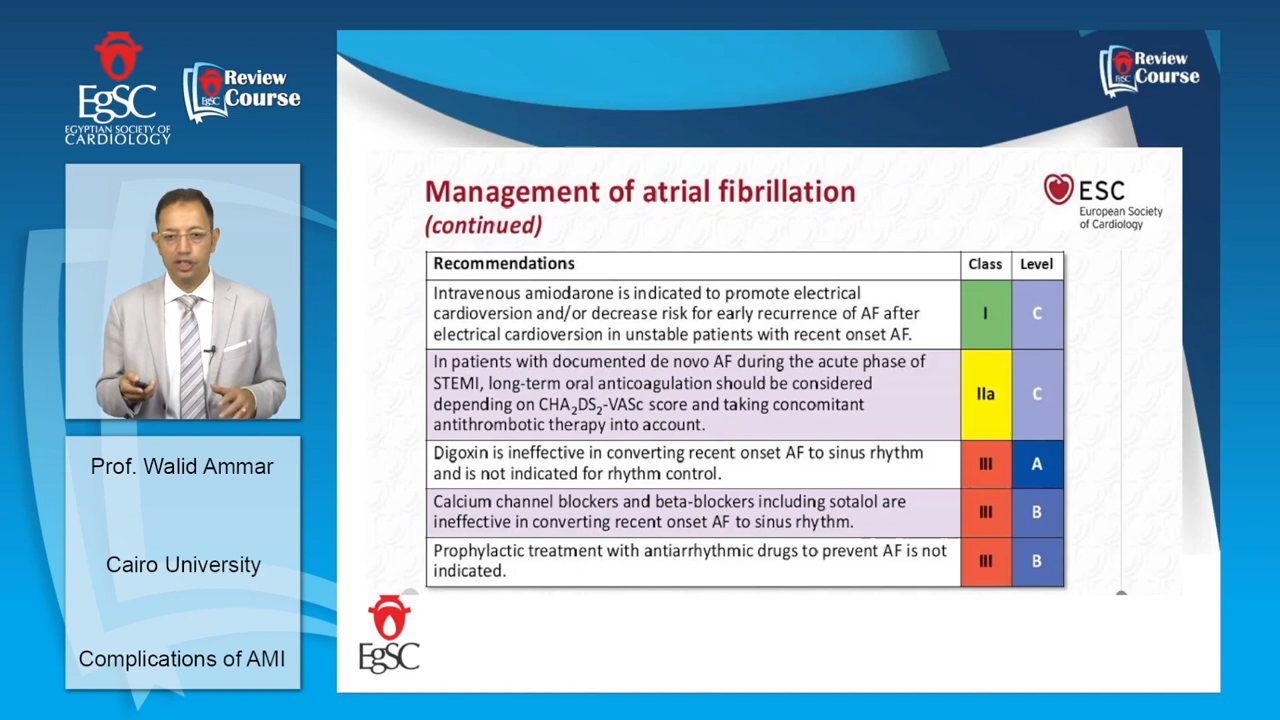 EgSC
EGYPTIAN SOCIETY OF
CARDIOLOGY
Review
Course
EgSC
Prof. Walid Ammar
Cairo University
Complications of AMI
Review
Course
EgSC
Management of atrial fibrillation
(continued)
ESC
European Society
of Cardiology
Recommendations Class Level
Intravenous amiodarone is indicated to promote electrical
cardioversion and/or decrease risk for early recurrence of AF after
electrical cardioversion in unstable patients with recent onset AF.
I C
In patients with documented de novo AF during the acute phase of
STEMI, long-term oral anticoagulation should be considered
depending on CHA₂DS₂-VASc score and taking concomitant
antithrombotic therapy into account.
IIa C
Digoxin is ineffective in converting recent onset AF to sinus rhythm
and is not indicated for rhythm control.
III A
Calcium channel blockers and beta-blockers including sotalol are
ineffective in converting recent onset AF to sinus rhythm.
III B
Prophylactic treatment with antiarrhythmic drugs to prevent AF is not
indicated.
III B
EgSC